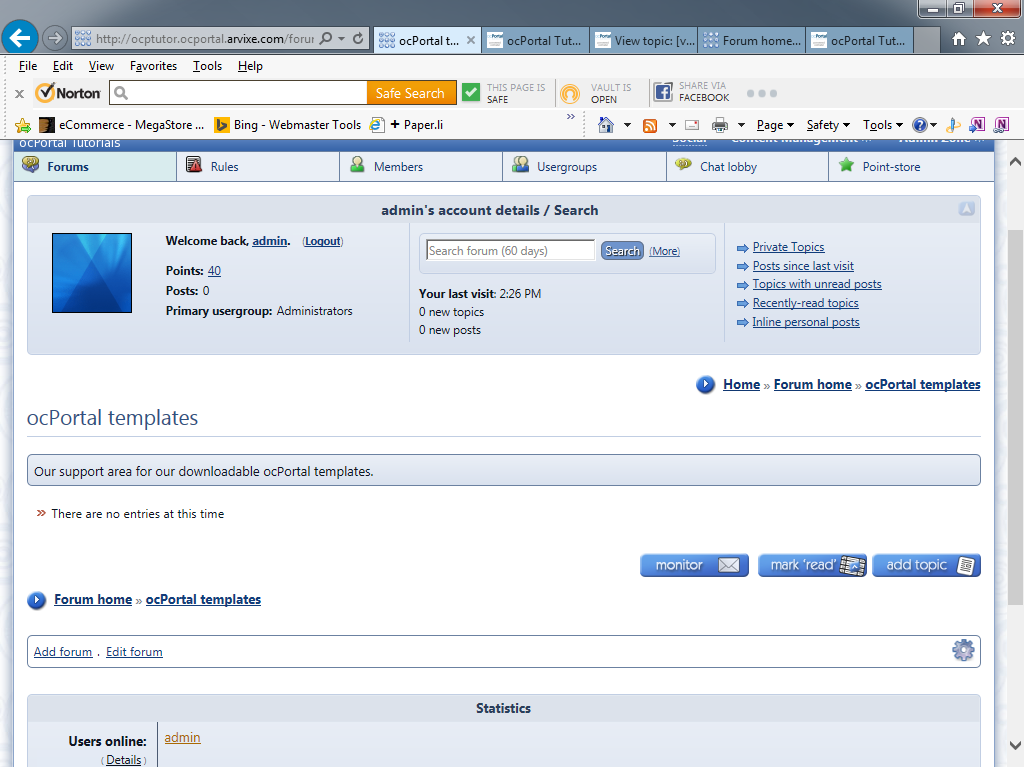 http://ocptutor.ocportal.arvixe.com/forur
ocPortal t...
ocPortal Tut...
View topic: [v...
Forum home...
ocPortal Tut...
File Edit View Favorites Tools Help
Norton
Safe Search
THIS PAGE IS
SAFE
VAULT IS
OPEN
SHARE VIA
FACEBOOK
eCommerce - MegaStore ...
Bing - Webmaster Tools
+ Paper.li
Page
Safety
Tools
ocPortal Tutorials
Social
Content Management
Admin Zone
Forums
Rules
Members
Usergroups
Chat lobby
Point-store
admin's account details / Search
Welcome back, admin. (Logout)
Points: 40
Posts: 0
Primary usergroup: Administrators
Search forum (60 days)
Search
(More)
Your last visit: 2:26 PM
0 new topics
0 new posts
Private Topics
Posts since last visit
Topics with unread posts
Recently-read topics
Inline personal posts
Home » Forum home » ocPortal templates
ocPortal templates
Our support area for our downloadable ocPortal templates.
» There are no entries at this time
monitor
mark 'read'
add topic
Forum home » ocPortal templates
Add forum . Edit forum
Statistics
Users online:
(Details)
admin